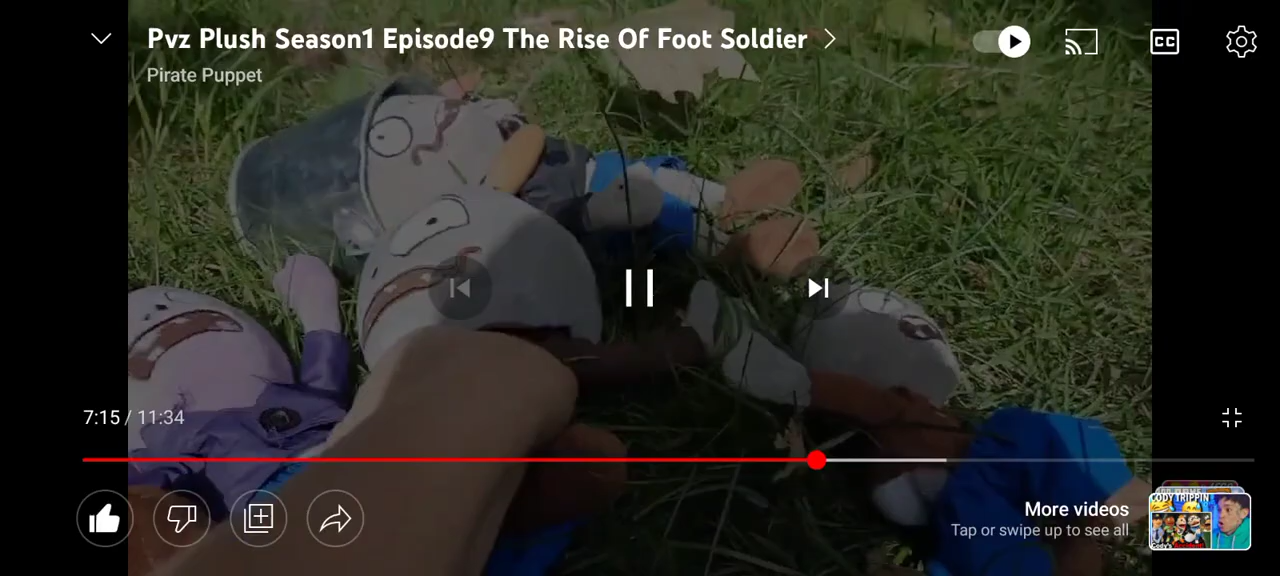 Pvz Plush Season1 Episode9 The Rise Of Foot Soldier
Pirate Puppet
CC
7:15 / 11:34
More videos
Tap or swipe up to see all
CODY TRIPPIN